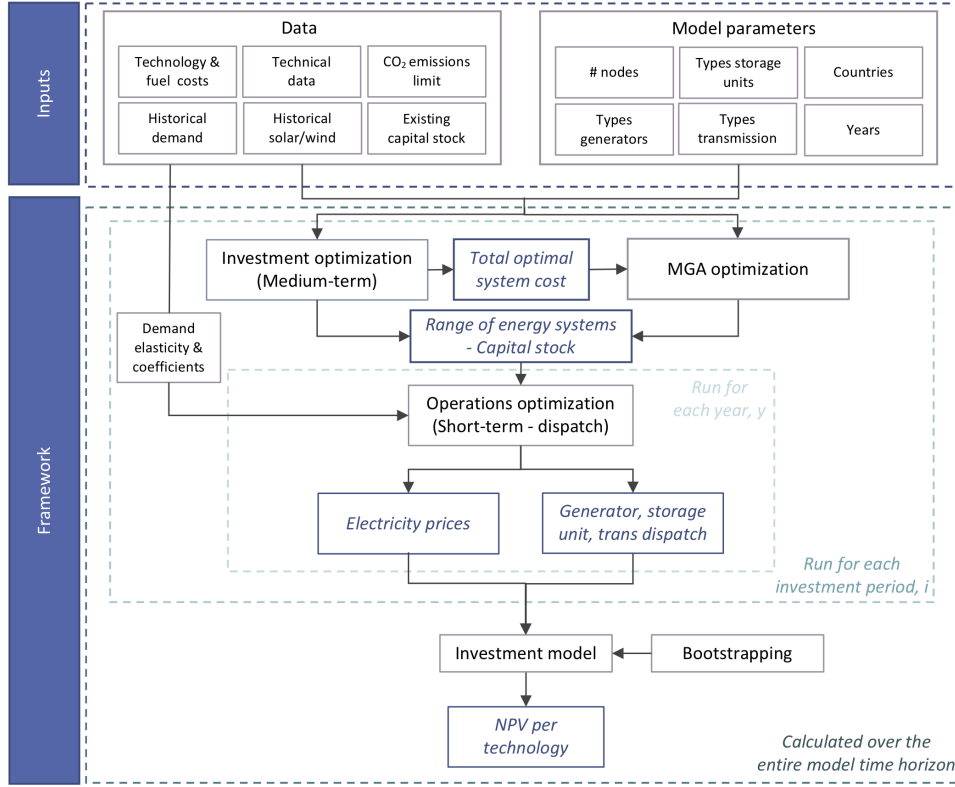 Inputs
Data
Technology &
fuel costs
Technical
data
CO₂ emissions
limit
Historical
demand
Historical
solar/wind
Existing
capital stock
Model parameters
# nodes
Types storage
units
Countries
Types
generators
Types
transmission
Years
Framework
Investment optimization
(Medium-term)
Total optimal
system cost
MGA optimization
Range of energy systems
- Capital stock
Demand
elasticity &
coefficients
Run for
each year, y
Operations optimization
(Short-term - dispatch)
Electricity prices
Generator, storage
unit, trans dispatch
Run for each
investment period, i
Investment model
Bootstrapping
NPV per
technology
Calculated over the
entire model time horizon